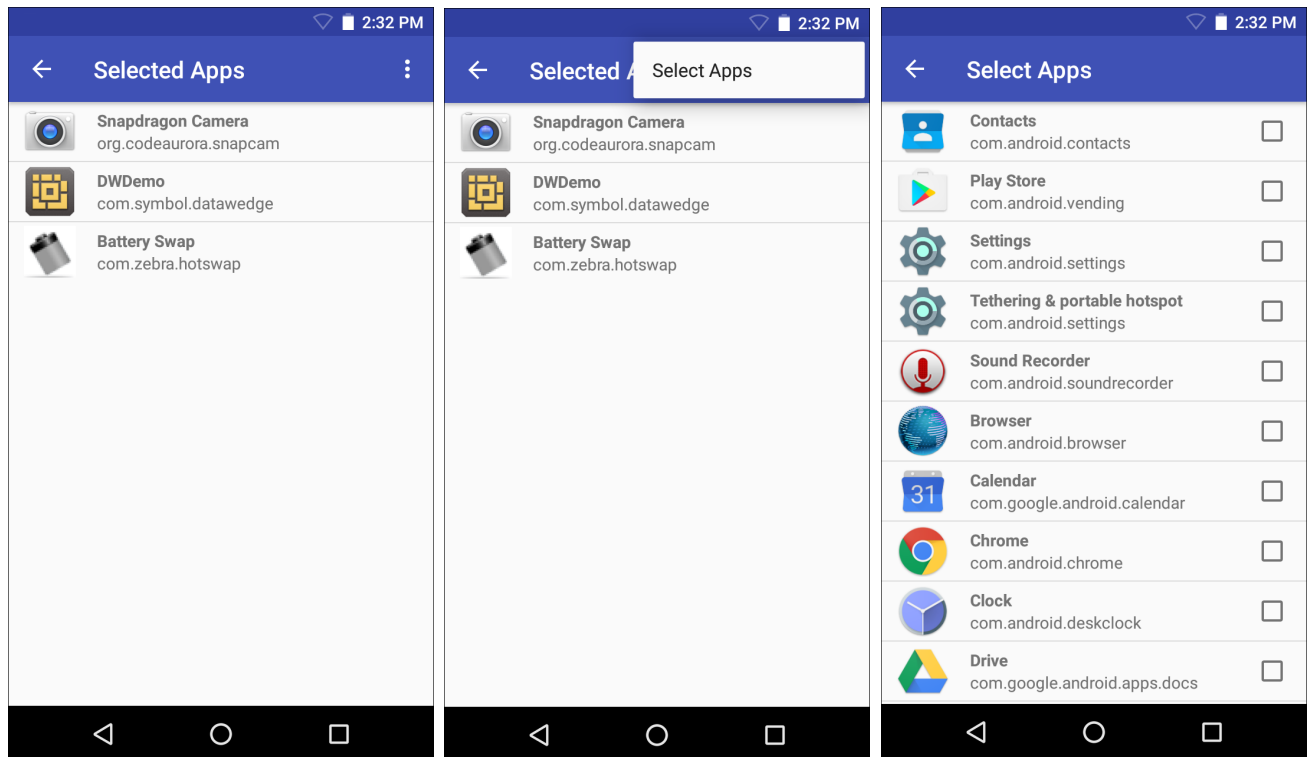 2:32 PM
Selected Apps
Snapdragon Camera
org.codeaurora.snapcam
DWDemo
com.symbol.datawedge
Battery Swap
com.zebra.hotswap
2:32 PM
Selected A
Select Apps
Snapdragon Camera
org.codeaurora.snapcam
DWDemo
com.symbol.datawedge
Battery Swap
com.zebra.hotswap
2:32 PM
Select Apps
Contacts
com.android.contacts
Play Store
com.android.vending
Settings
com.android.settings
Tethering & portable hotspot
com.android.settings
Sound Recorder
com.android.soundrecorder
Browser
com.android.browser
31
Calendar
com.google.android.calendar
Chrome
com.android.chrome
Clock
com.android.deskclock
Drive
com.google.android.apps.docs